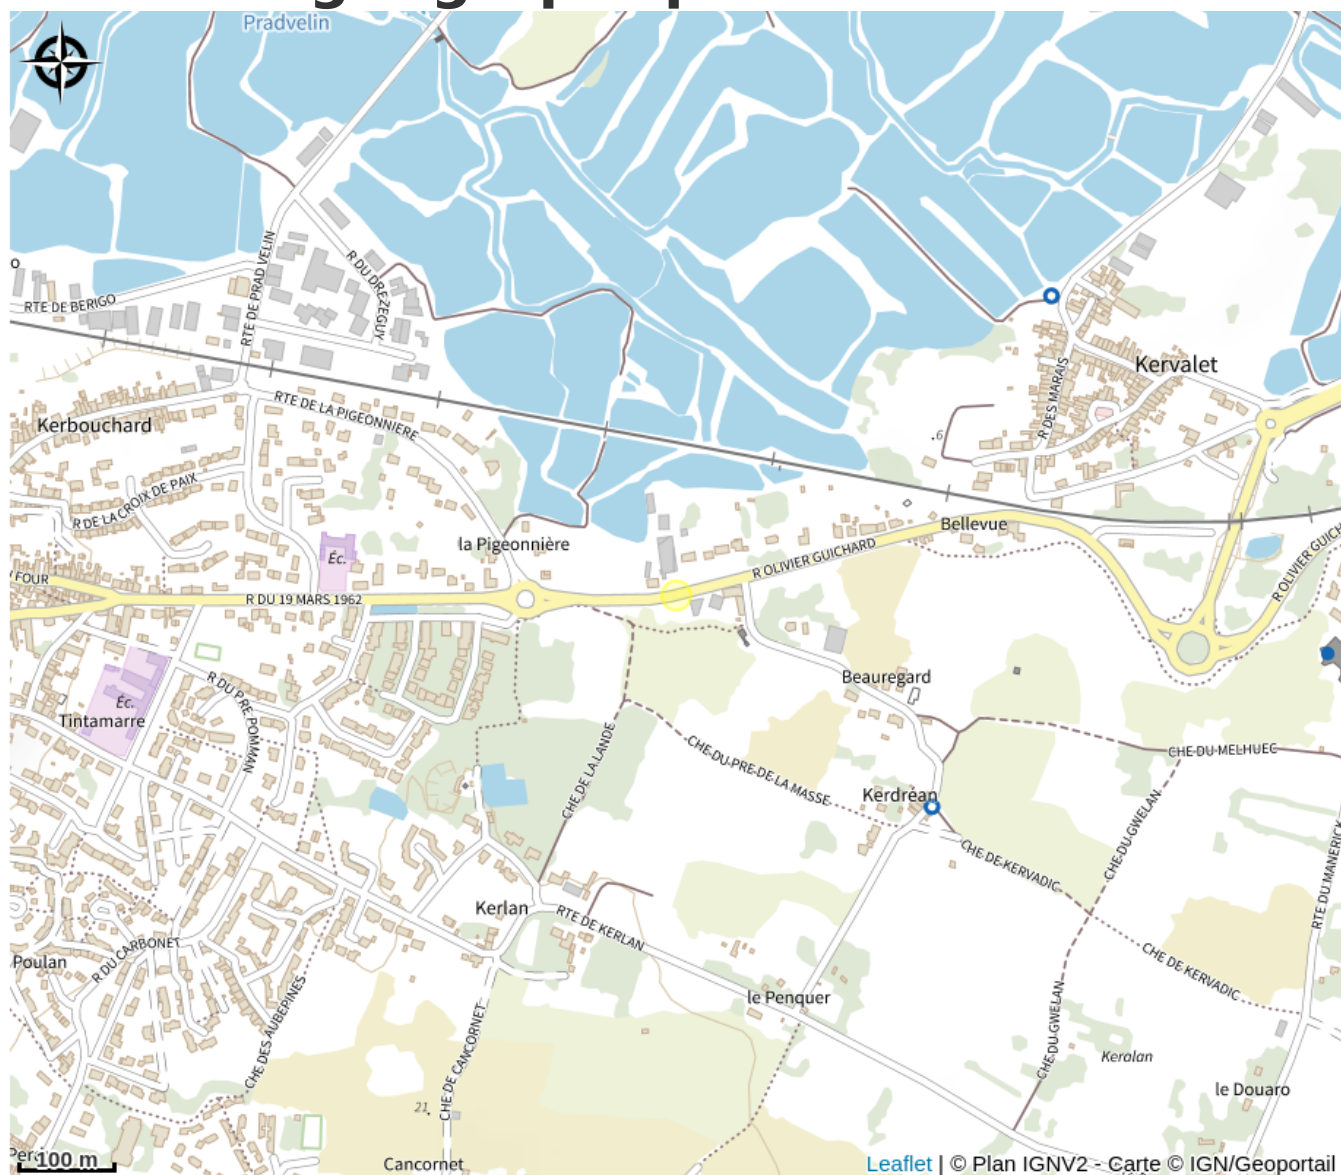 Pradvelin
R DU DREZEGUY
RTE DE PRAD VELIN
RTE DE BERIGO
Kervalet
R DES MARAIS
RTE DE LA PIGEONNIERE
Kerbouchard
6
R DE LA CROIX DE PAIX
Bellevue
la Pigeonnière
Éc.
R OLIVIER GUICHARD
R OLIVIER GUICH
FOUR
R DU 19 MARS 1962
Beauregard
R DU PRE POMMAN
Éc.
Tintamarre
CHE DE LA LANDE
CHE DU PRE DE LA MASSE
CHE DU MELHUEC
Kerdréan
CHE DU GWELAN
CHE DE KERVADIC
RTE DU MANERICK
Kerlan
RTE DE KERLAN
R DU CARBONET
Poulan
CHE DE KERVADIC
le Penquer
CHE DES AUBEPINES
CHE DE CANCORNET
CHE DU GWELAN
Keralan
le Douaro
21
100 m
Cancornet
Leaflet | © Plan IGNV2 - Carte © IGN/Geoportail